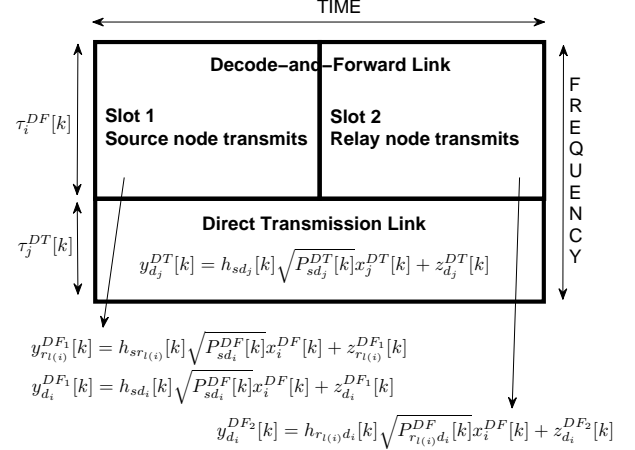 TIME
Decode–and–Forward Link
Slot 1
Source node transmits
Slot 2
Relay node transmits
τ_i^{DF}[k]
FREQUENCY
Direct Transmission Link
τ_j^{DT}[k]
y_{d_j}^{DT}[k] = h_{sd_j}[k]√(P_{sd_j}^{DT}[k])x_j^{DT}[k] + z_{d_j}^{DT}[k]
y_{r_{l(i)}}^{DF_1}[k] = h_{sr_{l(i)}}[k]√(P_{sd_i}^{DF}[k])x_i^{DF}[k] + z_{r_{l(i)}}^{DF_1}[k]
y_{d_i}^{DF_1}[k] = h_{sd_i}[k]√(P_{sd_i}^{DF}[k])x_i^{DF}[k] + z_{d_i}^{DF_1}[k]
y_{d_i}^{DF_2}[k] = h_{r_{l(i)}d_i}[k]√(P_{r_{l(i)}d_i}^{DF}[k])x_i^{DF}[k] + z_{d_i}^{DF_2}[k]